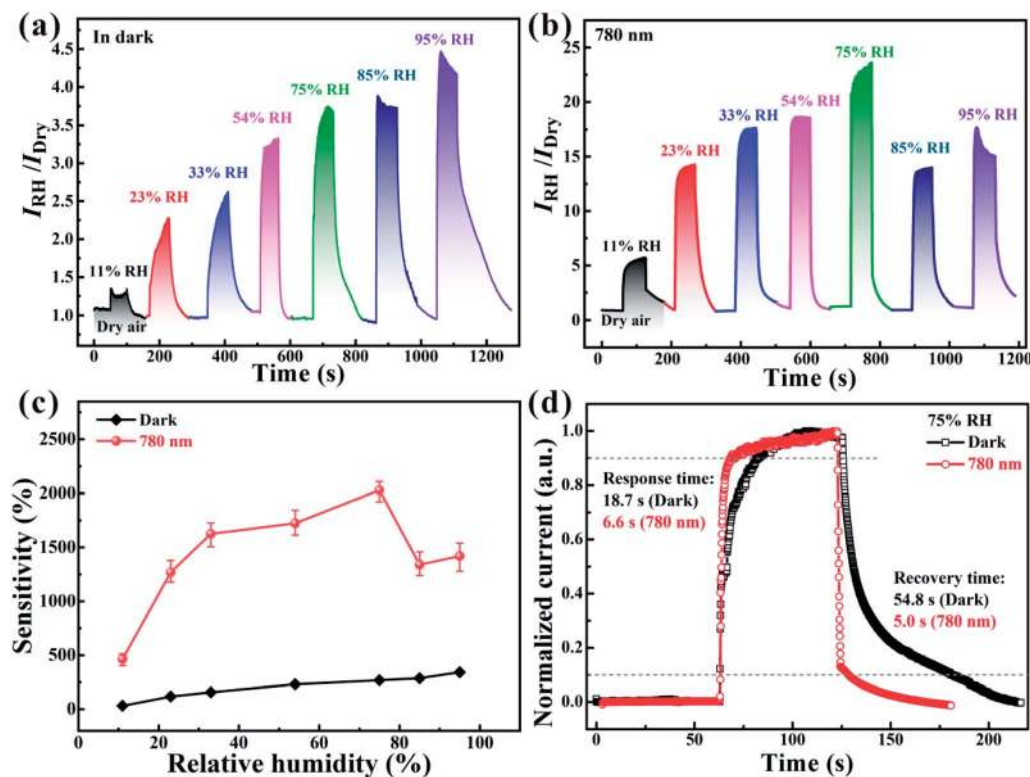 (a)
In dark
I_RH /I_Dry
4.5
4.0
3.5
3.0
2.5
2.0
1.5
1.0
11% RH
23% RH
33% RH
54% RH
75% RH
85% RH
95% RH
Dry air
0 200 400 600 800 1000 1200
Time (s)
(b)
780 nm
I_RH /I_Dry
25
20
15
10
5
0
11% RH
23% RH
33% RH
54% RH
75% RH
85% RH
95% RH
Dry air
0 200 400 600 800 1000 1200
Time (s)
(c)
Dark
780 nm
Sensitivity (%)
2500
2000
1500
1000
500
0
0 20 40 60 80 100
Relative humidity (%)
(d)
75% RH
Dark
780 nm
Normalized current (a.u.)
1.0
0.8
0.6
0.4
0.2
0.0
Response time:
18.7 s (Dark)
6.6 s (780 nm)
Recovery time:
54.8 s (Dark)
5.0 s (780 nm)
0 50 100 150 200
Time (s)